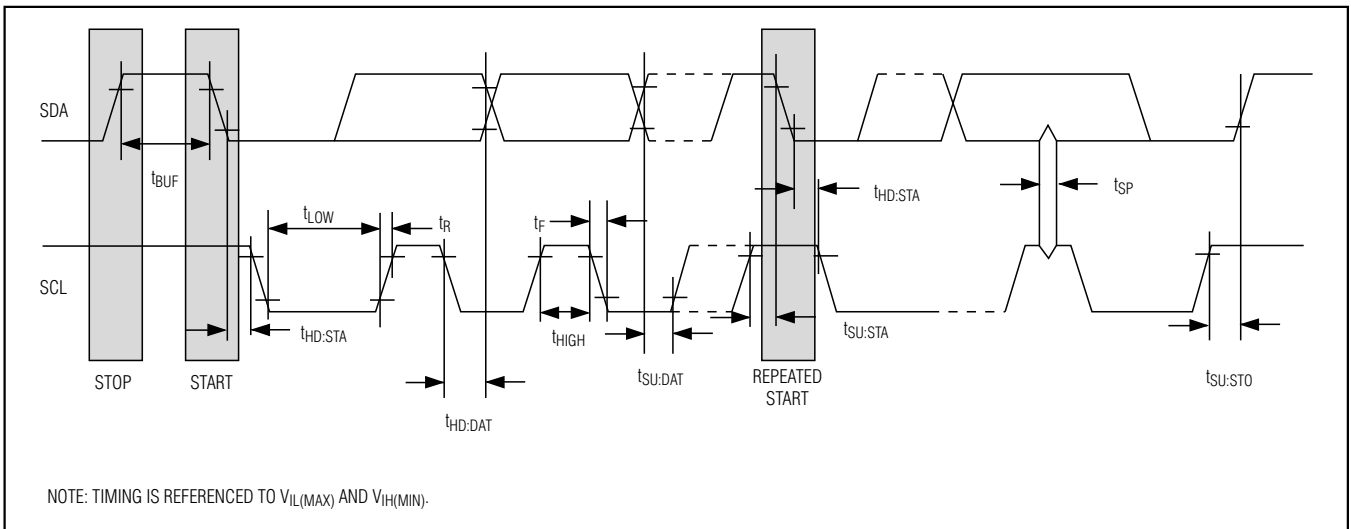 SDA
tBUF
tHD:STA
tSP
tLOW
tR
tF
SCL
tHD:STA
tHIGH
tSU:STA
STOP
START
tSU:DAT
REPEATED
START
tSU:STO
tHD:DAT
NOTE: TIMING IS REFERENCED TO VIL(MAX) AND VIH(MIN).